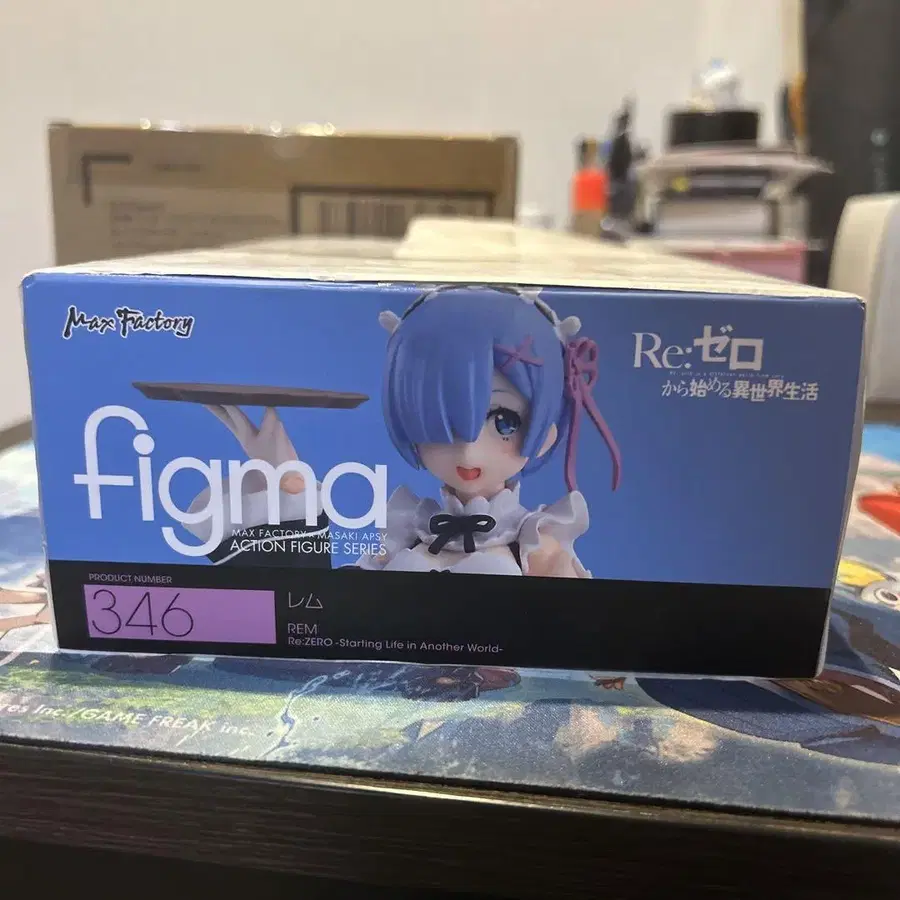 Max Factory
Re:ゼロ
から始める異世界生活
figma
MAX FACTORY × MASAKI APSY
ACTION FIGURE SERIES
PRODUCT NUMBER
346
レム
REM
Re:ZERO -Starting Life in Another World-
res Inc./GAME FREAK inc.